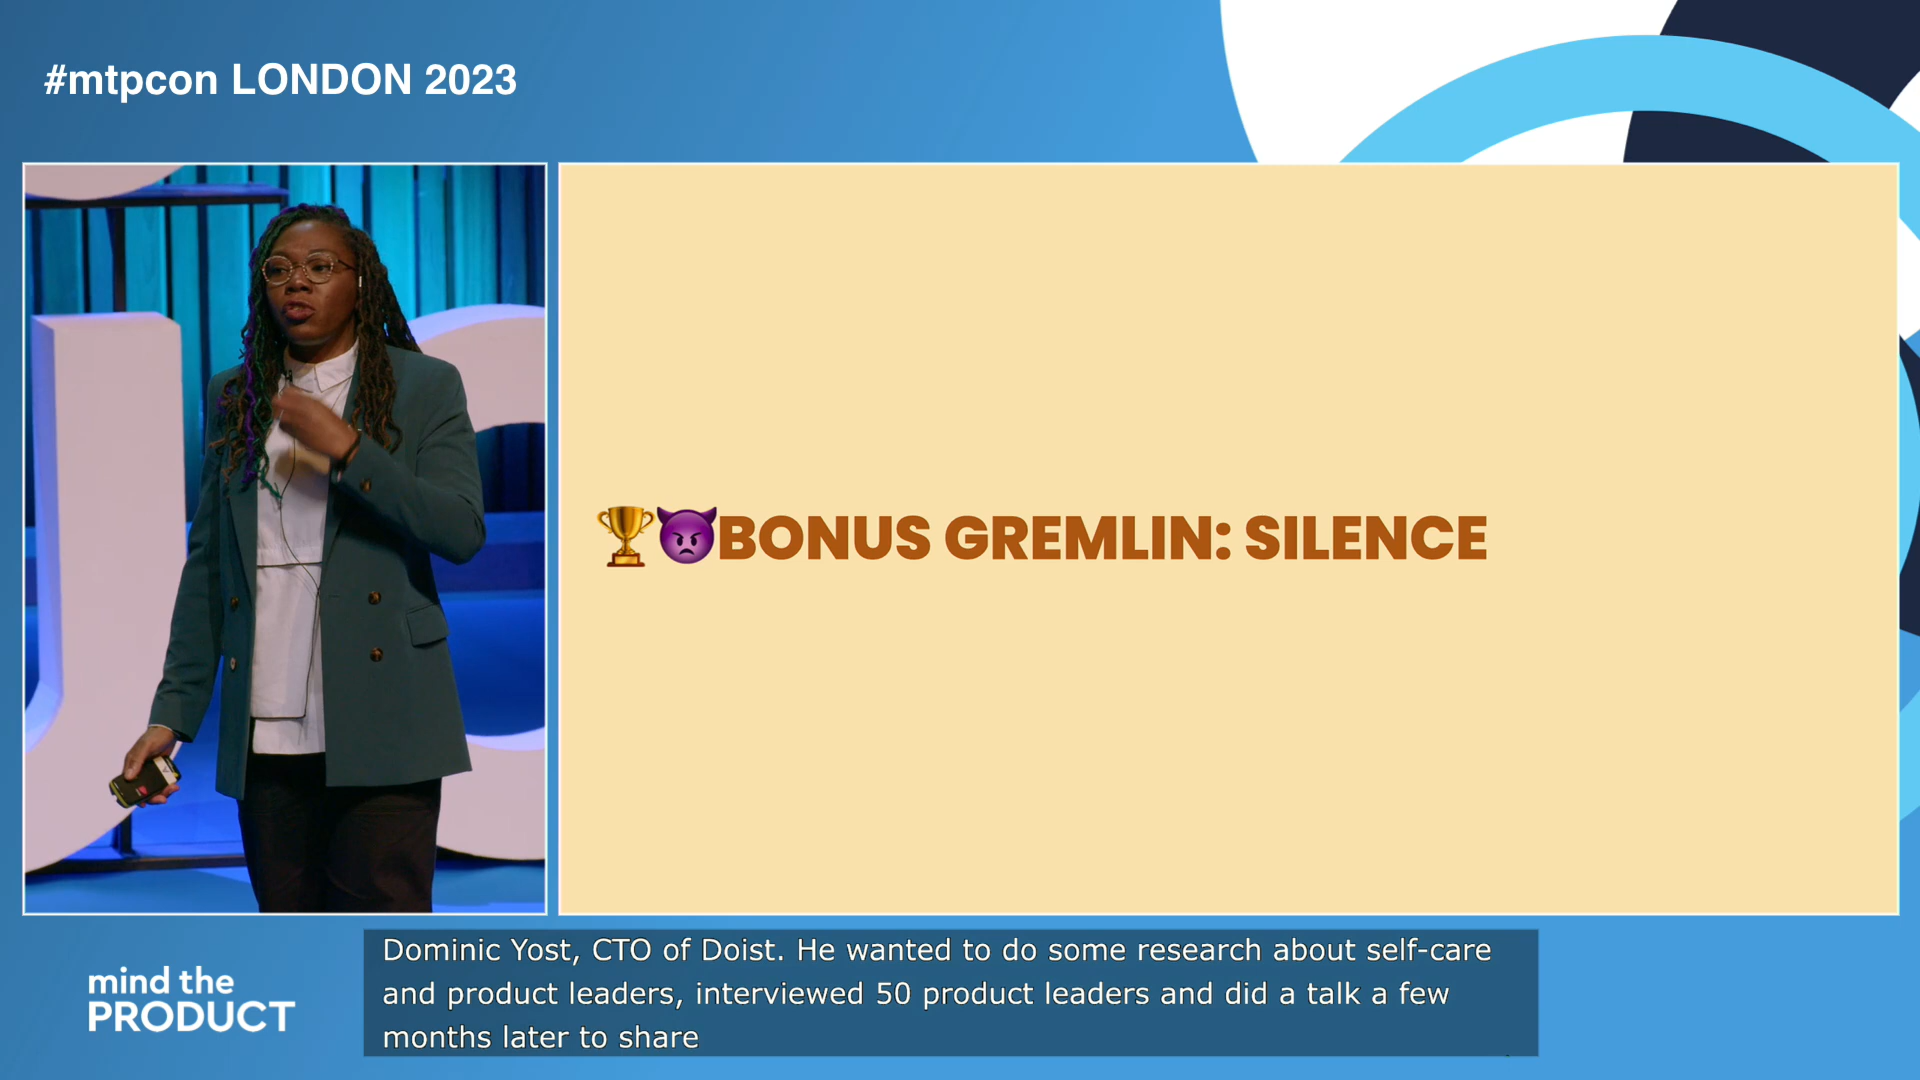 #mtpcon LONDON 2023
🏆👿BONUS GREMLIN: SILENCE
Dominic Yost, CTO of Doist. He wanted to do some research about self-care
and product leaders, interviewed 50 product leaders and did a talk a few
months later to share
mind the
PRODUCT